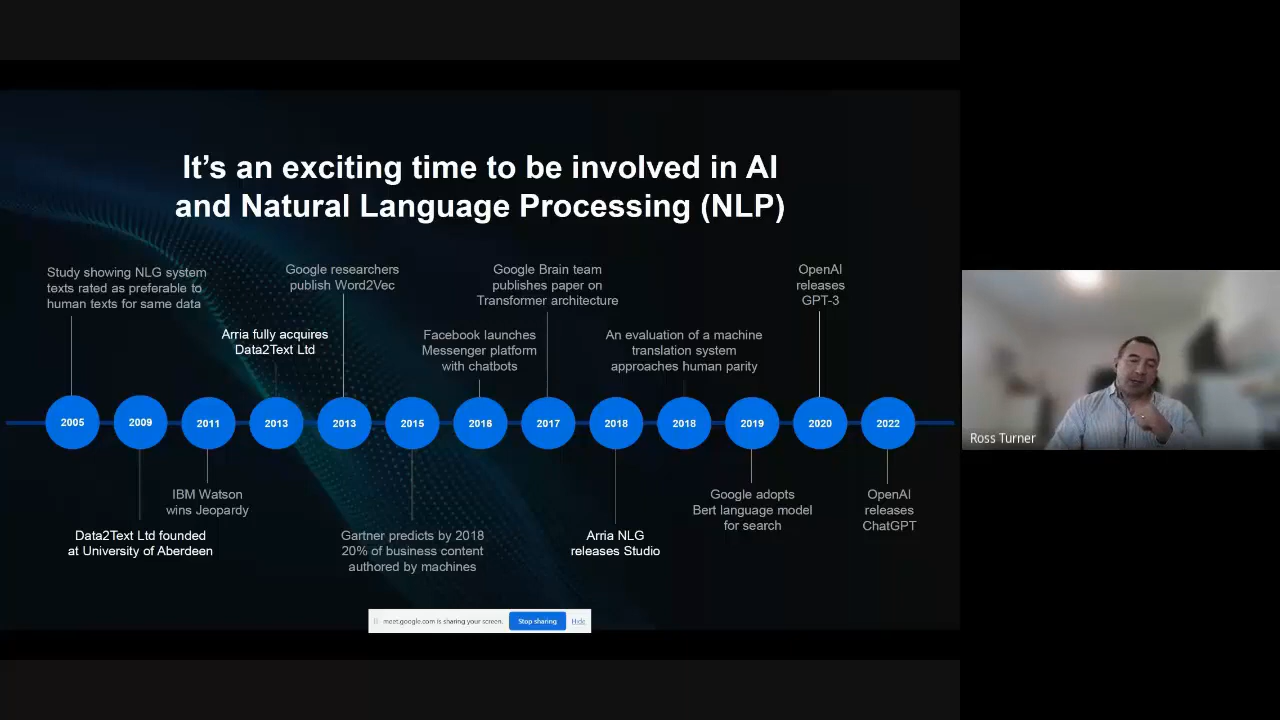 It's an exciting time to be involved in AI
and Natural Language Processing (NLP)
Study showing NLG system
texts rated as preferable to
human texts for same data
Arria fully acquires
Data2Text Ltd
Google researchers
publish Word2Vec
Facebook launches
Messenger platform
with chatbots
Google Brain team
publishes paper on
Transformer architecture
An evaluation of a machine
translation system
approaches human parity
OpenAI
releases
GPT-3
2005
2009
2011
2013
2013
2015
2016
2017
2018
2018
2019
2020
2022
Data2Text Ltd founded
at University of Aberdeen
IBM Watson
wins Jeopardy
Gartner predicts by 2018
20% of business content
authored by machines
Arria NLG
releases Studio
Google adopts
Bert language model
for search
OpenAI
releases
ChatGPT
meet.google.com is sharing your screen.
Stop sharing
Hide
Ross Turner